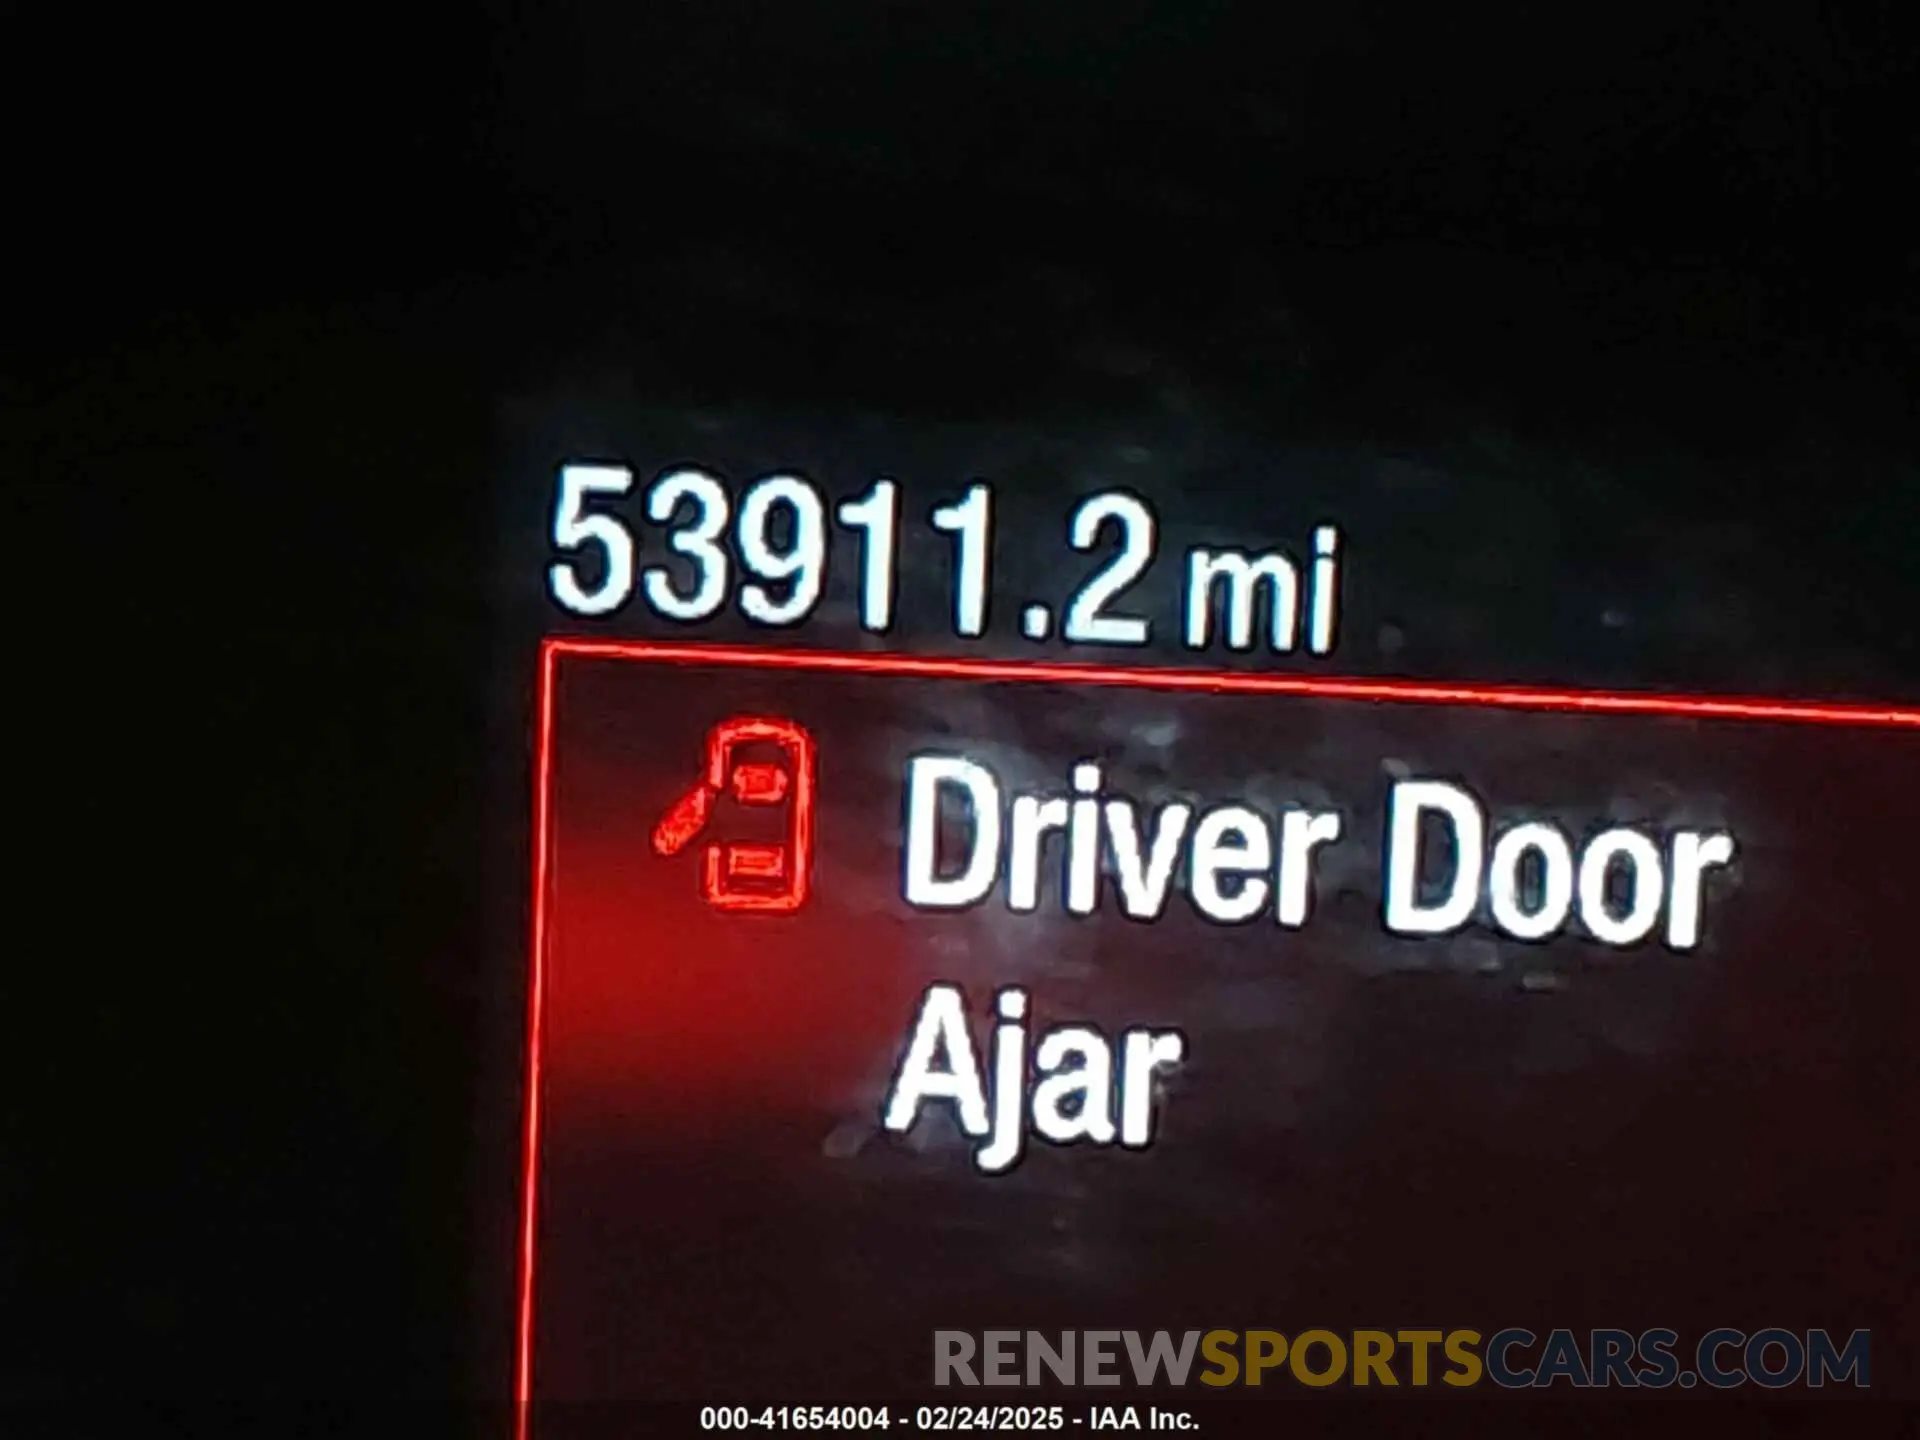 53911.2 mi
Driver Door
Ajar
RENEWSPORTSCARS.COM
000-41654004 - 02/24/2025 - IAA Inc.